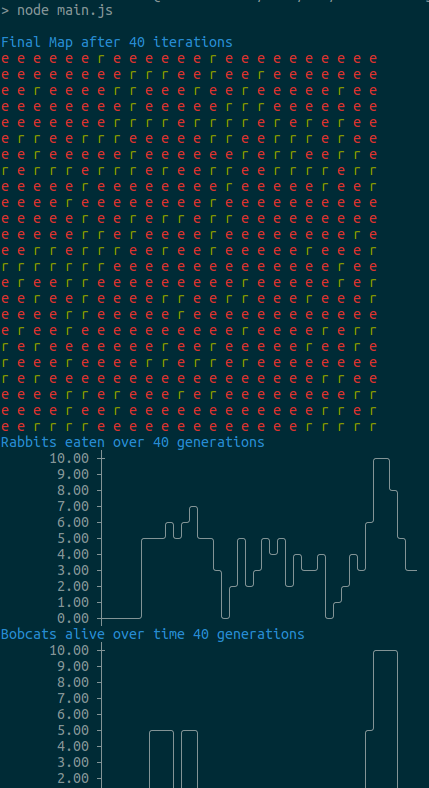 > node main.js
Final Map after 40 iterations
e e e e e e r e e e e e e r e e e e e e e e e e
e e e e e e e e r r r e e r e e r e e e e e e e
e e r e e e e r r e e e e r r e e e e e e e e e
e e e e e e e e r r e e e r r r r e e e e e e e
e e e e e e e r r r r e r r r r e e r r e r e e
e r r e e r r r e e e e e r r e e r r r r e r e
e e r e e e e e e e r r e r e e r r e e r r e e
r e r r r e e r r r r e e r e r r r r e r e r r
e e e e e r e e e e e e e e e e e e e r e e e r
e e e e r e e e e e e e e e e e e e e e e e e e
e e e e e r e e r e r r e r r e e e e e e e e e
e e e e e r r e r e e e e e e e e e e e e e r e
e e r r e r r r e e e e r e e e e e e r e e e r
r r r r r r r e e e e e e e e e e e e e e r e e
e r e e r e e e e e e e e e e r e e e e e r e r
e e r e e r r e e e e r e r r e e e e e e e e r
e e e e r e e e e r r e e e e e e e e e r e e e
e r e e e r e e e e e e e e r e e e e e r e r r
r e r e e e e e e e r e e r e e e e e e e e e r
r e e e e e e e r r e r r e r e e e e e e e e e
r e r e e e e e e e e e e e e e e e e e r r e e
e e e e e e e e e e e e e e e e e e e e e e r r
e e e e r e e r e e e e e e e e e e e e r e e r
e e r r r r e e e e e e e e e e e e e r r r r r
Rabbits eaten over 40 generations
10.00
9.00
8.00
7.00
6.00
5.00
4.00
3.00
2.00
1.00
0.00
Bobcats alive over time 40 generations
10.00
9.00
8.00
7.00
6.00
5.00
4.00
3.00
2.00